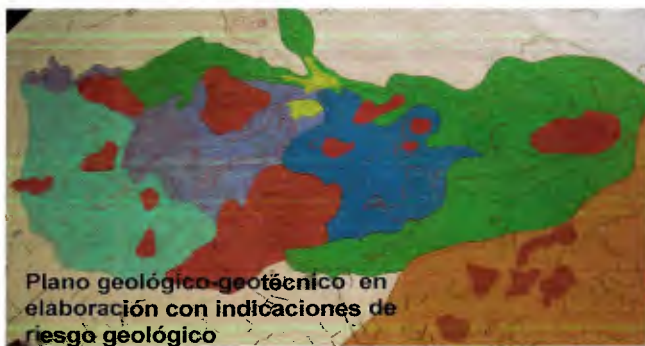 Plano geológico-geotécnico en
elaboración con indicaciones de
riesgo geológico